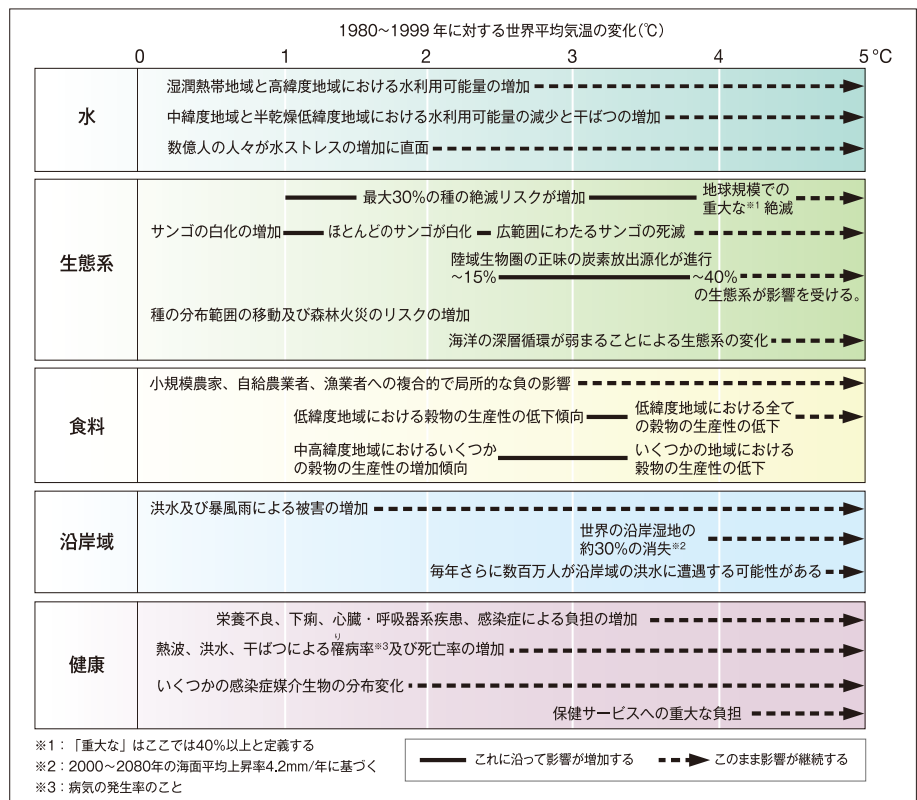 1980~1999年に対する世界平均気温の変化(℃)
0 1 2 3 4 5℃
水
湿潤熱帯地域と高緯度地域における水利用可能量の増加
中緯度地域と半乾燥低緯度地域における水利用可能量の減少と干ばつの増加
数億人の人々が水ストレスの増加に直面
生態系
最大30%の種の絶滅リスクが増加
地球規模での
重大な※1 絶滅
サンゴの白化の増加 ほとんどのサンゴが白化 広範囲にわたるサンゴの死滅
陸域生物圏の正味の炭素放出源化が進行
~15% ~40%
の生態系が影響を受ける。
種の分布範囲の移動及び森林火災のリスクの増加
海洋の深層循環が弱まることによる生態系の変化
食料
小規模農家、自給農業者、漁業者への複合的で局所的な負の影響
低緯度地域における穀物の生産性の低下傾向
低緯度地域における全て
の穀物の生産性の低下
中高緯度地域におけるいくつか
の穀物の生産性の増加傾向
いくつかの地域における
穀物の生産性の低下
沿岸域
洪水及び暴風雨による被害の増加
世界の沿岸湿地の
約30%の消失※2
毎年さらに数百万人が沿岸域の洪水に遭遇する可能性がある
健康
栄養不良、下痢、心臓・呼吸器系疾患、感染症による負担の増加
り
熱波、洪水、干ばつによる罹病率※3及び死亡率の増加
いくつかの感染症媒介生物の分布変化
保健サービスへの重大な負担
※1:「重大な」はここでは40%以上と定義する
※2:2000~2080年の海面平均上昇率4.2mm/年に基づく
※3:病気の発生率のこと
これに沿って影響が増加する このまま影響が継続する